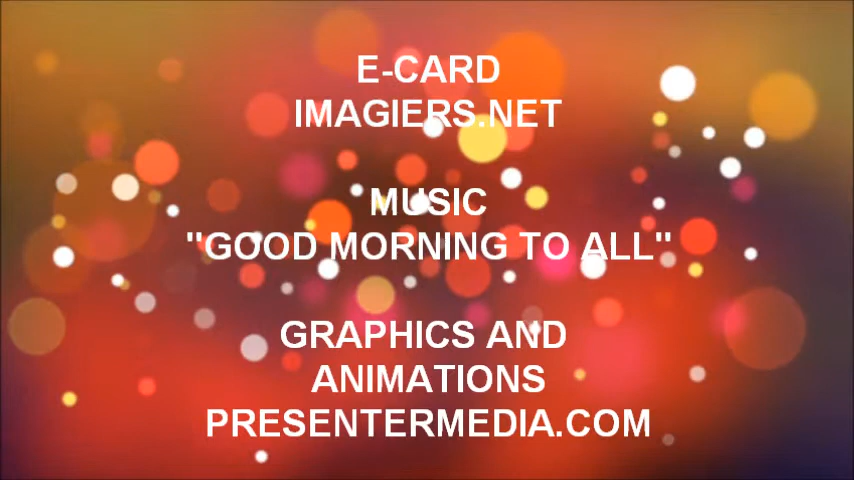 E-CARD
IMAGIERS.NET
MUSIC
"GOOD MORNING TO ALL"
GRAPHICS AND
ANIMATIONS
PRESENTERMEDIA.COM